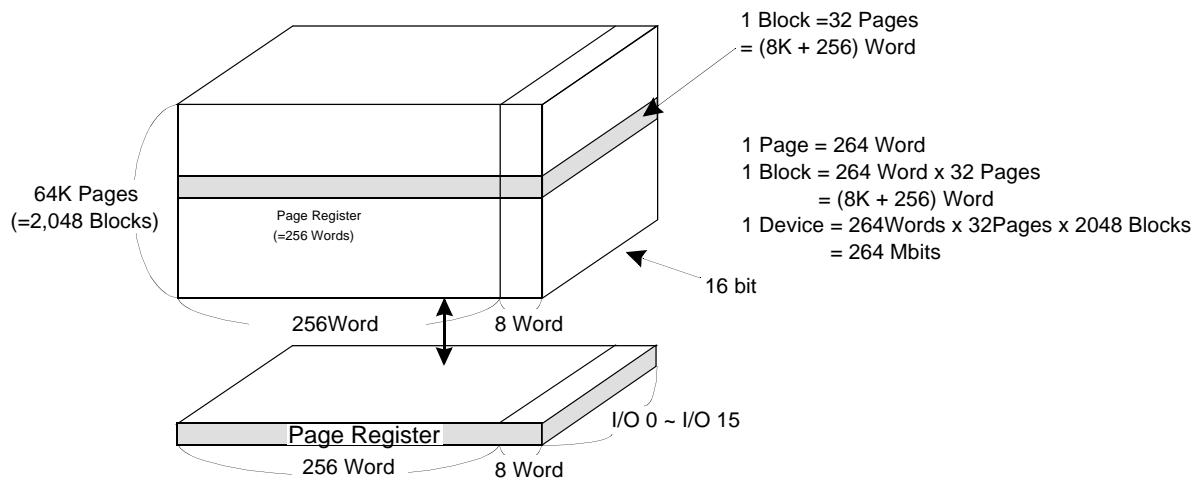 1 Block =32 Pages
= (8K + 256) Word
64K Pages
(=2,048 Blocks)
Page Register
(=256 Words)
1 Page = 264 Word
1 Block = 264 Word x 32 Pages
= (8K + 256) Word
1 Device = 264Words x 32Pages x 2048 Blocks
= 264 Mbits
16 bit
256Word
8 Word
I/O 0 ~ I/O 15
Page Register
256 Word
8 Word